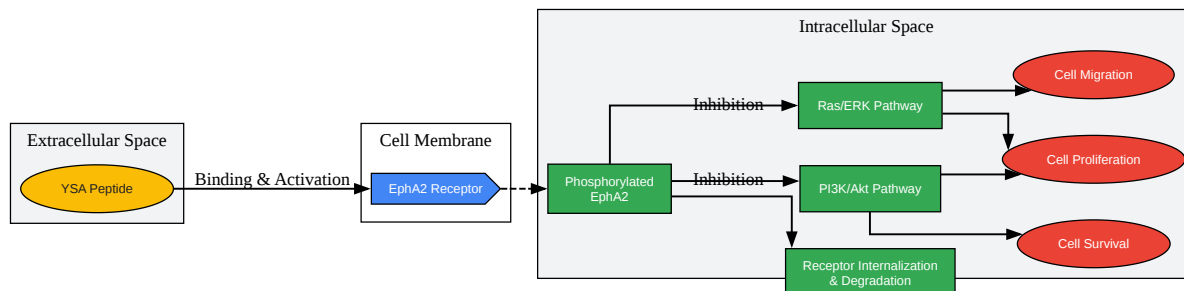 Intracellular Space
Cell Migration
Inhibition
Ras/ERK Pathway
Extracellular Space
Cell Membrane
Cell Proliferation
YSA Peptide
Binding & Activation
EphA2 Receptor
Phosphorylated
EphA2
Inhibition
PI3K/Akt Pathway
Cell Survival
Receptor Internalization
& Degradation